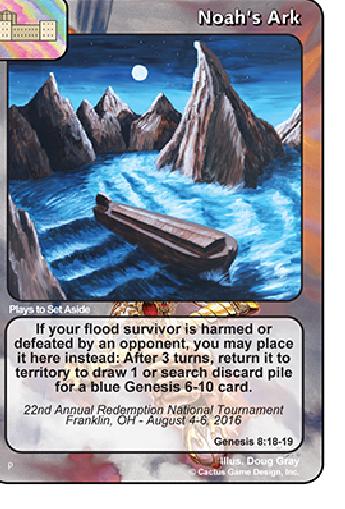 Noah's Ark
Plays to Set Aside
If your flood survivor is harmed or
defeated by an opponent, you may place
it here instead: After 3 turns, return it to
territory to draw 1 or search discard pile
for a blue Genesis 6-10 card.
22nd Annual Redemption National Tournament
Franklin, OH - August 4-6, 2016
Genesis 8:18-19
p
Illus. Doug Gray
© Cactus Game Design, Inc.